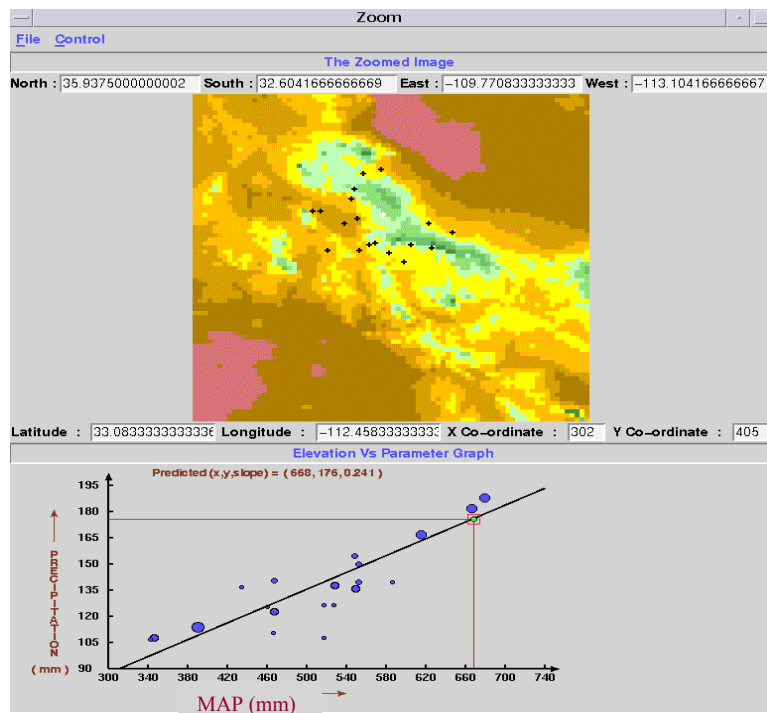 Zoom
File Control
The Zoomed Image
North : 35.9375000000002 South : 32.6041666666669 East : -109.770833333333 West : -113.104166666667
Latitude : 33.0833333333336 Longitude : -112.458333333333 X Co-ordinate : 302 Y Co-ordinate : 405
Elevation Vs Parameter Graph
Predicted (x,y,slope) = ( 668, 176, 0.241 )
195
180
165
150
135
120
105
90
PRECIPITATION
( mm )
300 340 380 420 460 500 540 580 620 660 700 740
MAP (mm)